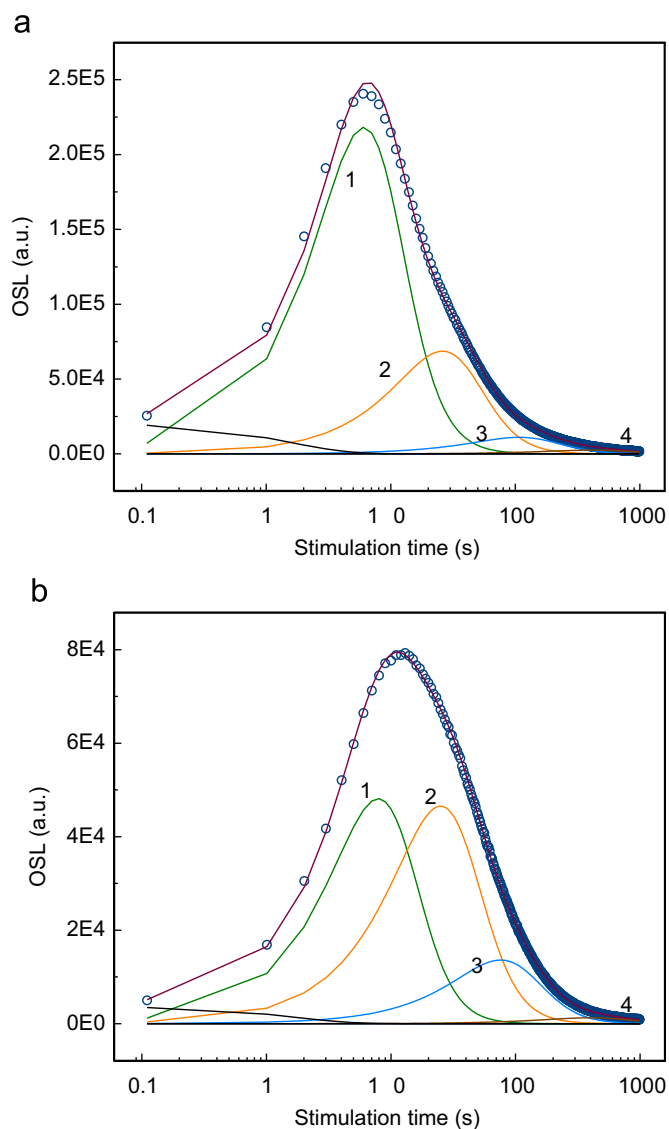 a
2.5E5
2.0E5
1.5E5
1.0E5
5.0E4
0.0E0
OSL (a.u.)
1
2
3
4
0.1 1 1 0 100 1000
Stimulation time (s)
b
8E4
6E4
4E4
2E4
0E0
OSL (a.u.)
1
2
3
4
0.1 1 1 0 100 1000
Stimulation time (s)